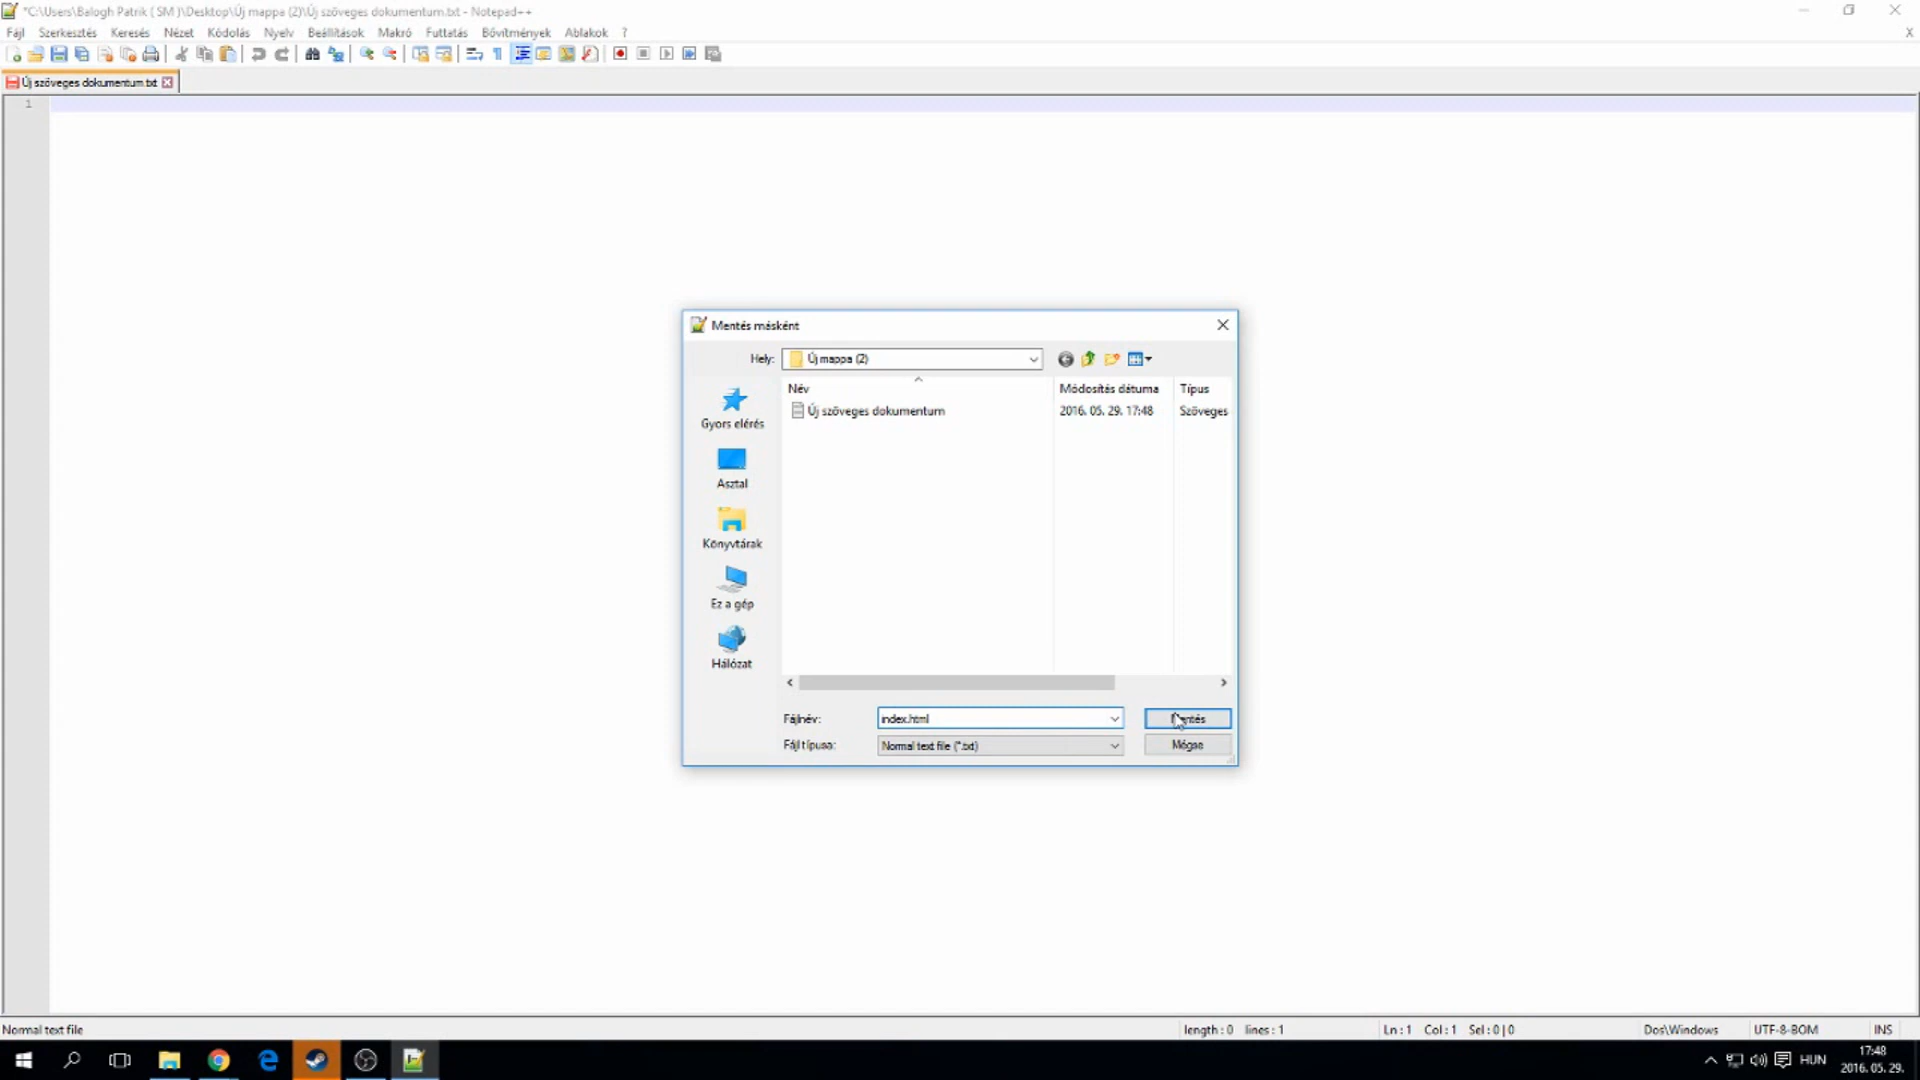 *C:\Users\Balogh Patrik ( SM )\Desktop\Új mappa (2)\Új szöveges dokumentum.txt - Notepad++
Fájl Szerkesztés Keresés Nézet Kódolás Nyelv Beállítások Makró Futtatás Bővítmények Ablakok ? X
Új szöveges dokumentum.txt
1
Mentés másként
Hely: Új mappa (2)
Név Módosítás dátuma Típus
Új szöveges dokumentum 2016. 05. 29. 17:48 Szöveges
Gyors elérés
Asztal
Könyvtárak
Ez a gép
Hálózat
Fájlnév: index.html Mentés
Fájl típusa: Normal text file (*.txt) Mégse
Normal text file length : 0 lines : 1 Ln : 1 Col : 1 Sel : 0 | 0 Dos\Windows UTF-8-BOM INS
HUN 17:48
2016. 05. 29.